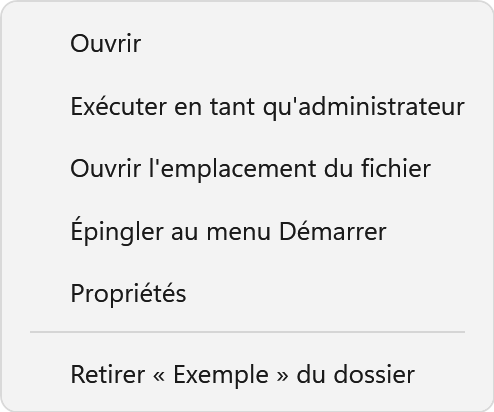 Ouvrir
Exécuter en tant qu'administrateur
Ouvrir l'emplacement du fichier
Épingler au menu Démarrer
Propriétés
Retirer « Exemple » du dossier